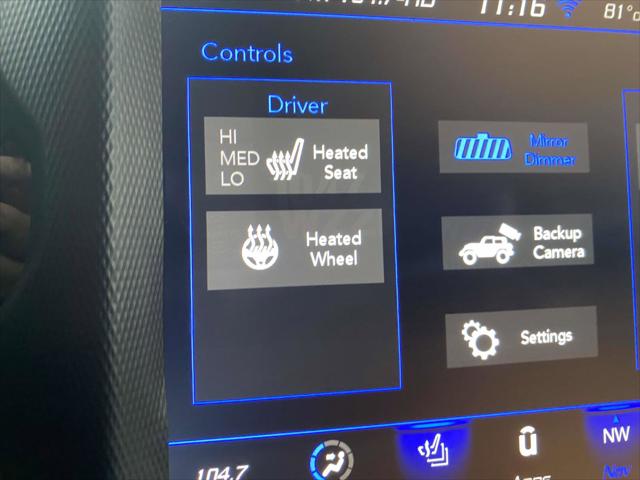 11:16
81°
Controls
Driver
HI
MED
LO
Heated
Seat
Heated
Wheel
Mirror
Dimmer
Backup
Camera
Settings
104.7
NW